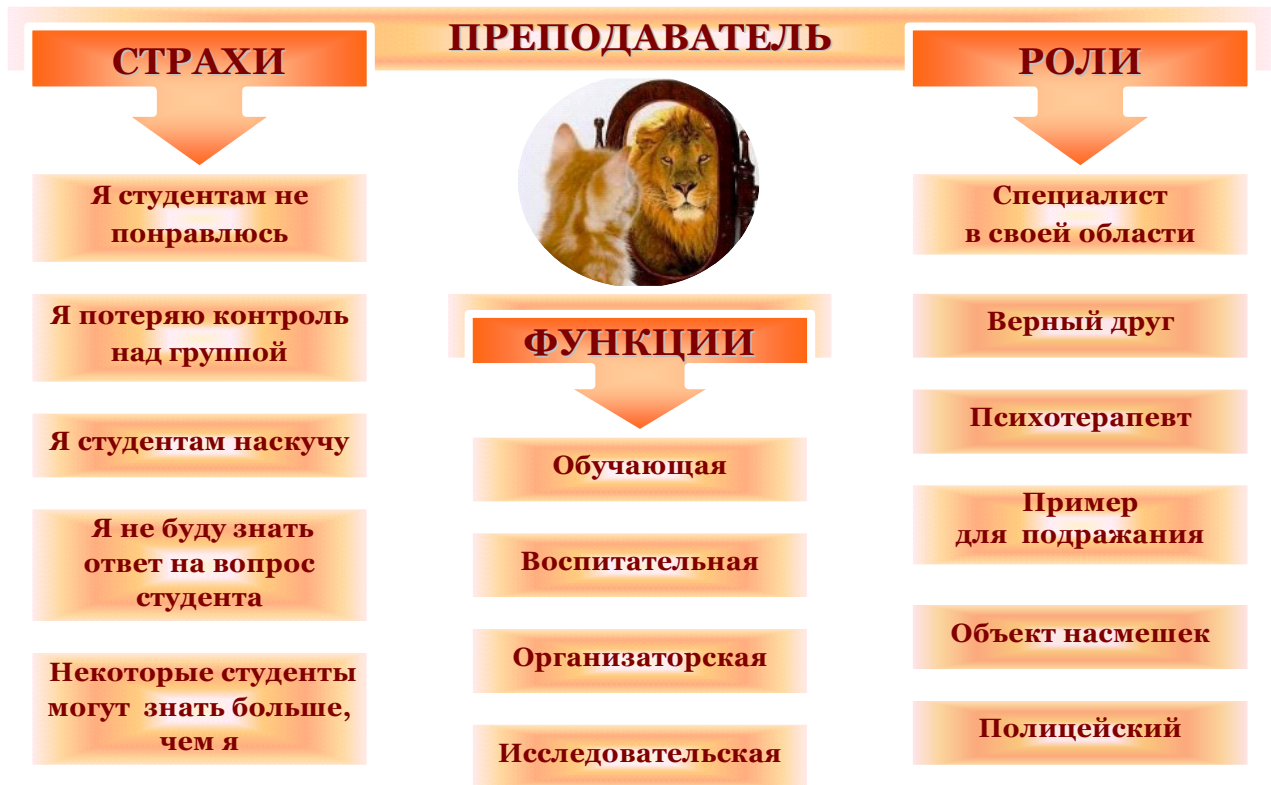 ПРЕПОДАВАТЕЛЬ
СТРАХИ
Я студентам не
понравлюсь
Я потеряю контроль
над группой
Я студентам наскучу
Я не буду знать
ответ на вопрос
студента
Некоторые студенты
могут знать больше,
чем я
ФУНКЦИИ
Обучающая
Воспитательная
Организаторская
Исследовательская
РОЛИ
Специалист
в своей области
Верный друг
Психотерапевт
Пример
для подражания
Объект насмешек
Полицейский